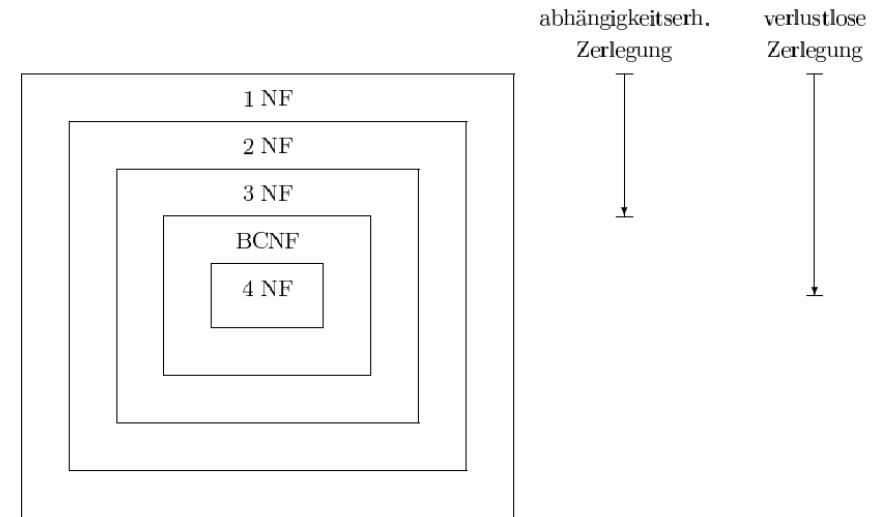 abhängigkeitserh.
Zerlegung
verlustlose
Zerlegung
1 NF
2 NF
3 NF
BCNF
4 NF